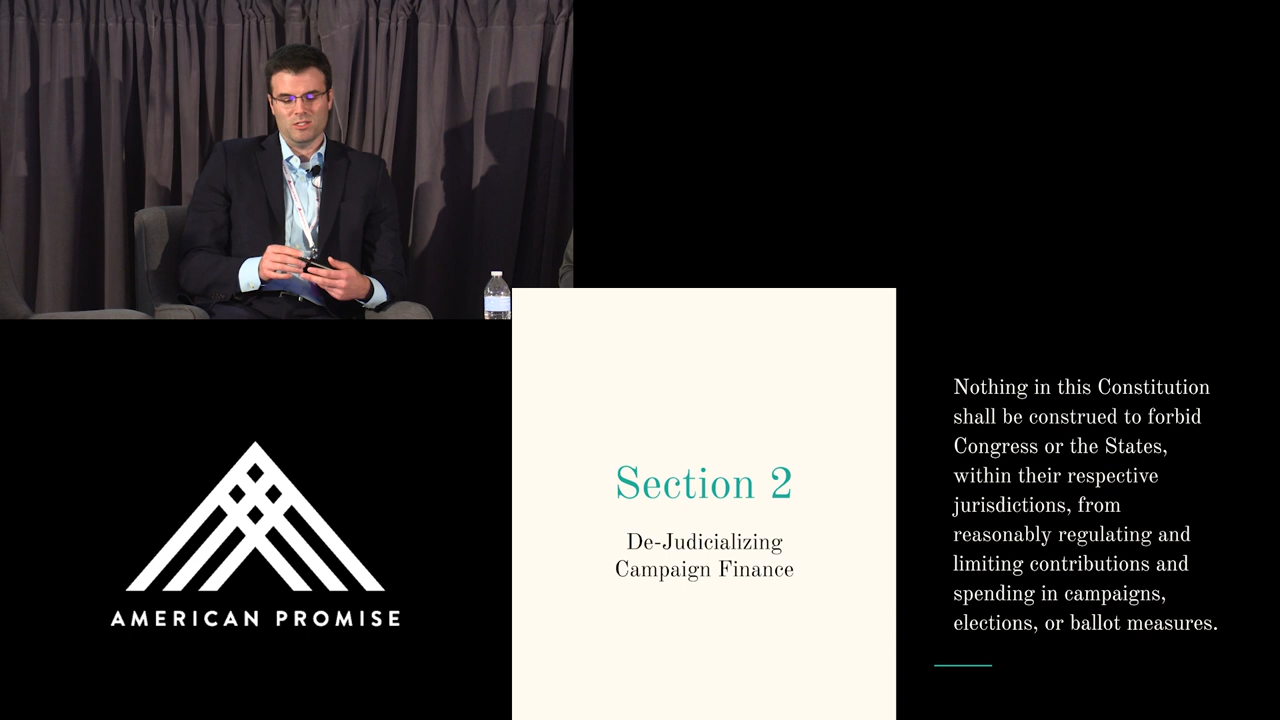 AMERICAN PROMISE
Section 2
De-Judicializing
Campaign Finance
Nothing in this Constitution
shall be construed to forbid
Congress or the States,
within their respective
jurisdictions, from
reasonably regulating and
limiting contributions and
spending in campaigns,
elections, or ballot measures.